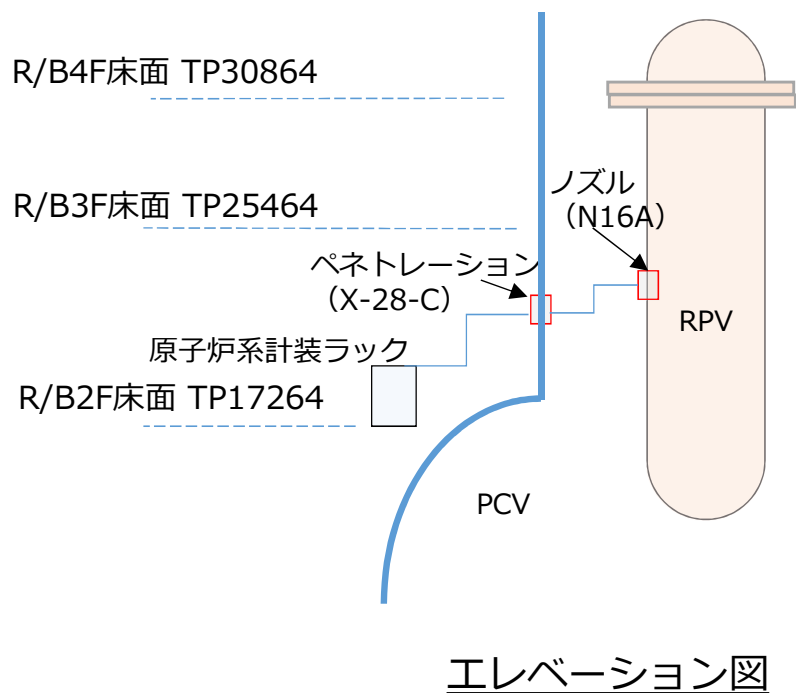 R/B4F床面 TP30864
R/B3F床面 TP25464
ノズル
（N16A）
ペネトレーション
（X-28-C）
RPV
原子炉系計装ラック
R/B2F床面 TP17264
PCV
エレベーション図